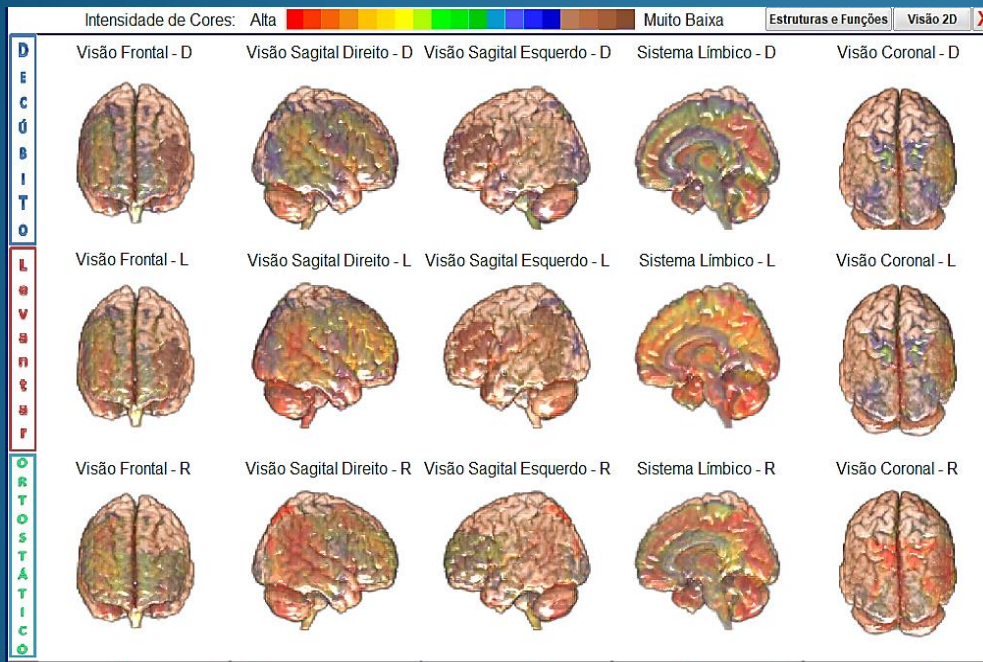 Intensidade de Cores: Alta Muito Baixa Estruturas e Funções Visão 2D X
DECÚBITO
Visão Frontal - D Visão Sagital Direito - D Visão Sagital Esquerdo - D Sistema Límbico - D Visão Coronal - D
Levantar
Visão Frontal - L Visão Sagital Direito - L Visão Sagital Esquerdo - L Sistema Límbico - L Visão Coronal - L
ORTOSTÁTICO
Visão Frontal - R Visão Sagital Direito - R Visão Sagital Esquerdo - R Sistema Límbico - R Visão Coronal - R